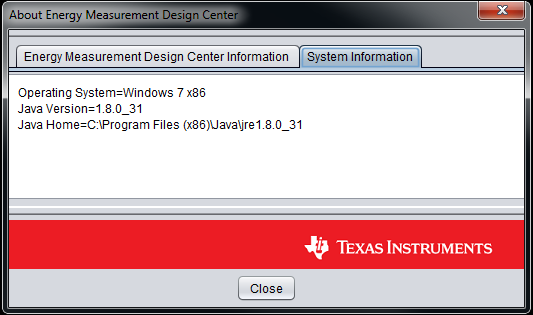 About Energy Measurement Design Center
Energy Measurement Design Center Information
System Information
Operating System=Windows 7 x86
Java Version=1.8.0_31
Java Home=C:\Program Files (x86)\Java\jre1.8.0_31
TEXAS INSTRUMENTS
Close